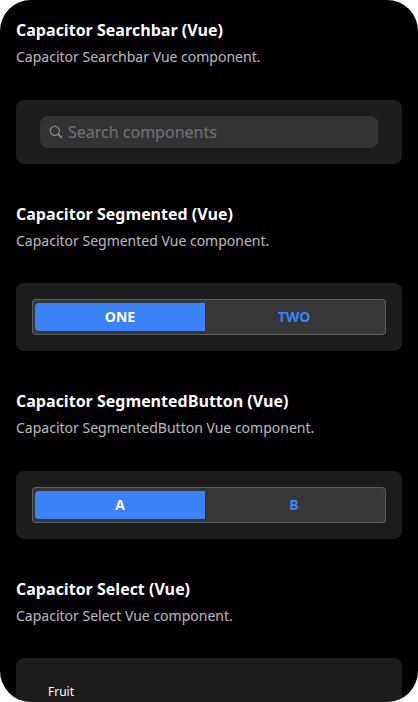 Capacitor Searchbar (Vue)
Capacitor Searchbar Vue component.
Search components
Capacitor Segmented (Vue)
Capacitor Segmented Vue component.
ONE TWO
Capacitor SegmentedButton (Vue)
Capacitor SegmentedButton Vue component.
A B
Capacitor Select (Vue)
Capacitor Select Vue component.
Fruit